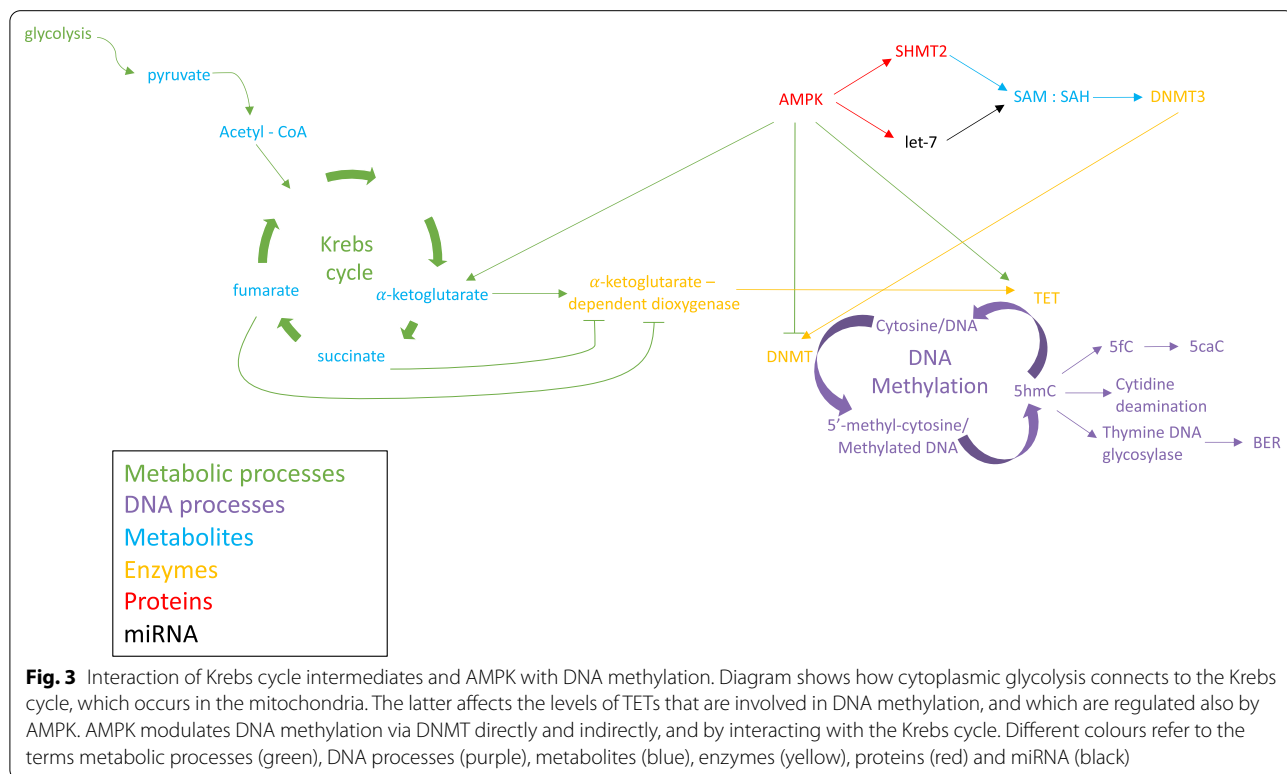 glycolysis
pyruvate
Acetyl - CoA
Krebs
cycle
fumarate
α-ketoglutarate
succinate
α-ketoglutarate –
dependent dioxygenase
AMPK
SHMT2
let-7
SAM : SAH
DNMT3
TET
DNMT
Cytosine/DNA
DNA
Methylation
5hmC
5′-methyl-cytosine/
Methylated DNA
5fC
5caC
Cytidine
deamination
Thymine DNA
glycosylase
BER
Metabolic processes
DNA processes
Metabolites
Enzymes
Proteins
miRNA
Fig. 3 Interaction of Krebs cycle intermediates and AMPK with DNA methylation. Diagram shows how cytoplasmic glycolysis connects to the Krebs
cycle, which occurs in the mitochondria. The latter affects the levels of TETs that are involved in DNA methylation, and which are regulated also by
AMPK. AMPK modulates DNA methylation via DNMT directly and indirectly, and by interacting with the Krebs cycle. Different colours refer to the
terms metabolic processes (green), DNA processes (purple), metabolites (blue), enzymes (yellow), proteins (red) and miRNA (black)